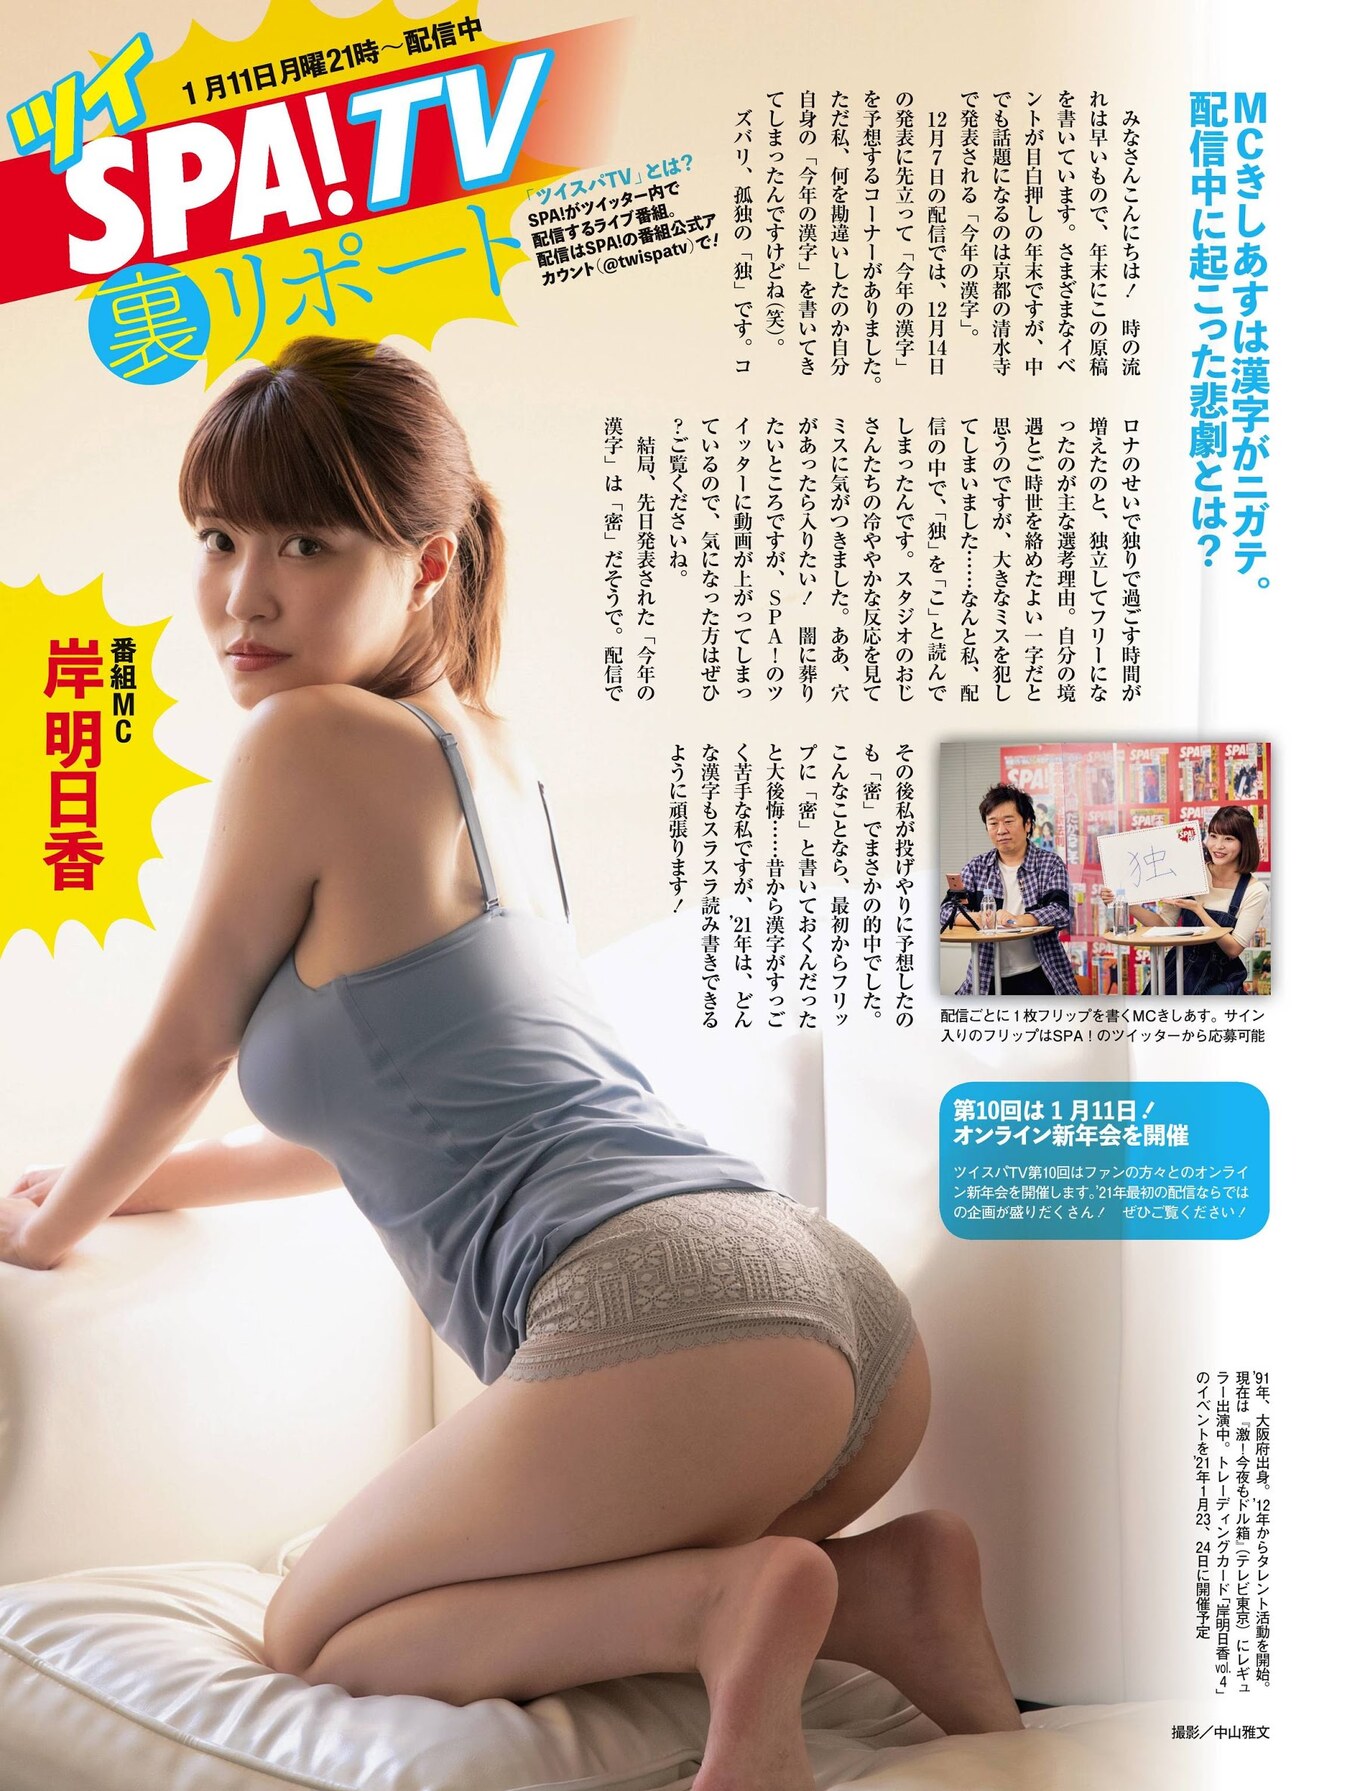 1月11日月曜21時～配信中
ツイ
SPA!TV
裏リポート
「ツイスパTV」とは?
SPA!がツイッター内で
配信するライブ番組。
配信はSPA!の番組公式ア
カウント(@twispatv)で!
MCきしあすは漢字がニガテ。
配信中に起こった悲劇とは?
みなさんこんにちは! 時の流
れは早いもので、年末にこの原稿
を書いています。さまざまなイベ
ントが目白押しの年末ですが、中
でも話題になるのは京都の清水寺
で発表される「今年の漢字」。
12月7日の配信では、12月14日
の発表に先立って「今年の漢字」
を予想するコーナーがありました。
ただ私、何を勘違いしたのか自分
自身の「今年の漢字」を書いてき
てしまったんですけどね(笑)。
ズバリ、孤独の「独」です。コ
ロナのせいで独りで過ごす時間が
増えたのと、独立してフリーにな
ったのが主な選考理由。自分の境
遇とご時世を絡めたよい一字だと
思うのですが、大きなミスを犯し
てしまいました……なんと私、配
信の中で、「独」を「こ」と読んで
しまったんです。スタジオのおじ
さんたちの冷ややかな反応を見て
ミスに気がつきました。ああ、穴
があったら入りたい! 闇に葬り
たいところですが、SPA!のツ
イッターに動画が上がってしまっ
ているので、気になった方はぜひ
?ご覧くださいね。
結局、先日発表された「今年の
漢字」は「密」だそうで。配信で
その後私が投げやりに予想したの
も「密」でまさかの的中でした。
こんなことなら、最初からフリッ
プに「密」と書いておくんだった
と大後悔……昔から漢字がすっご
く苦手な私ですが、'21年は、どん
な漢字もスラスラ読み書きできる
ように頑張ります!
番組MC
岸 明日香
独
配信ごとに1枚フリップを書くMCきしあす。サイン
入りのフリップはSPA!のツイッターから応募可能
第10回は1月11日!
オンライン新年会を開催
ツイスパTV第10回はファンの方々とのオンライ
ン新年会を開催します。'21年最初の配信ならでは
の企画が盛りだくさん! ぜひご覧ください!
'91年、大阪府出身。'12年からタレント活動を開始。
現在は『激!今夜もドル箱』(テレビ東京)にレギュ
ラー出演中。トレーディングカード「岸明日香vol.4」
のイベントを'21年1月23、24日に開催予定
撮影/中山雅文